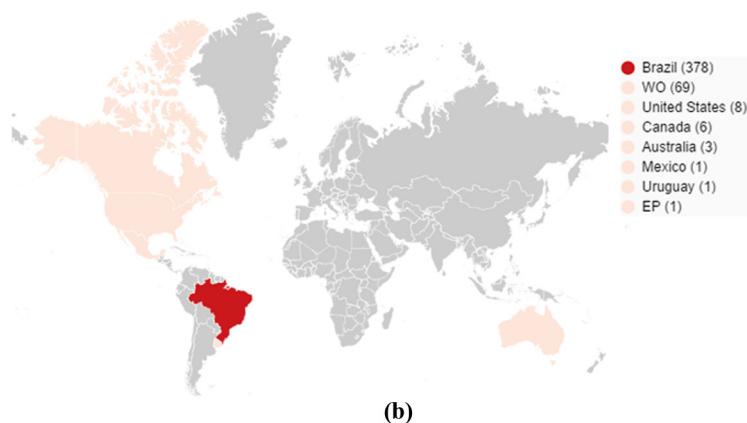 Brazil (378)
WO (69)
United States (8)
Canada (6)
Australia (3)
Mexico (1)
Uruguay (1)
EP (1)
(b)